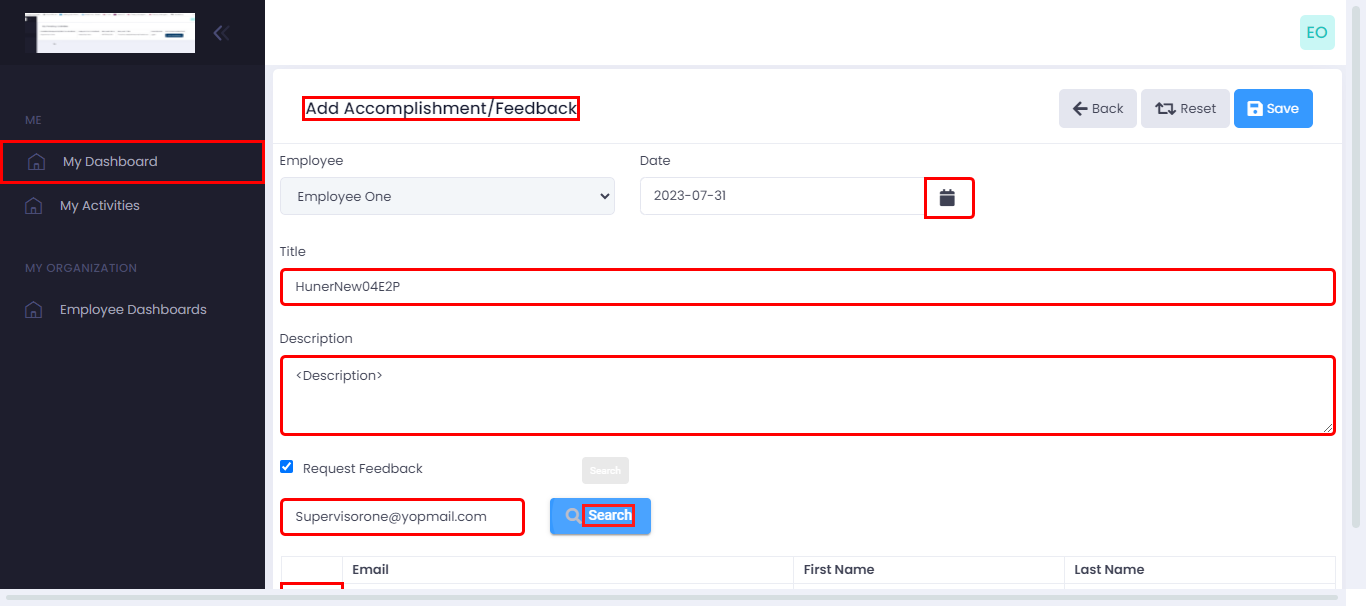 EO
ME
My Dashboard
My Activities
MY ORGANIZATION
Employee Dashboards
Add Accomplishment/Feedback
Back
Reset
Save
Employee
Date
Employee One
2023-07-31
Title
HunerNew04E2P
Description
<Description>
Request Feedback
Search
Supervisorone@yopmail.com
Search
Email
First Name
Last Name